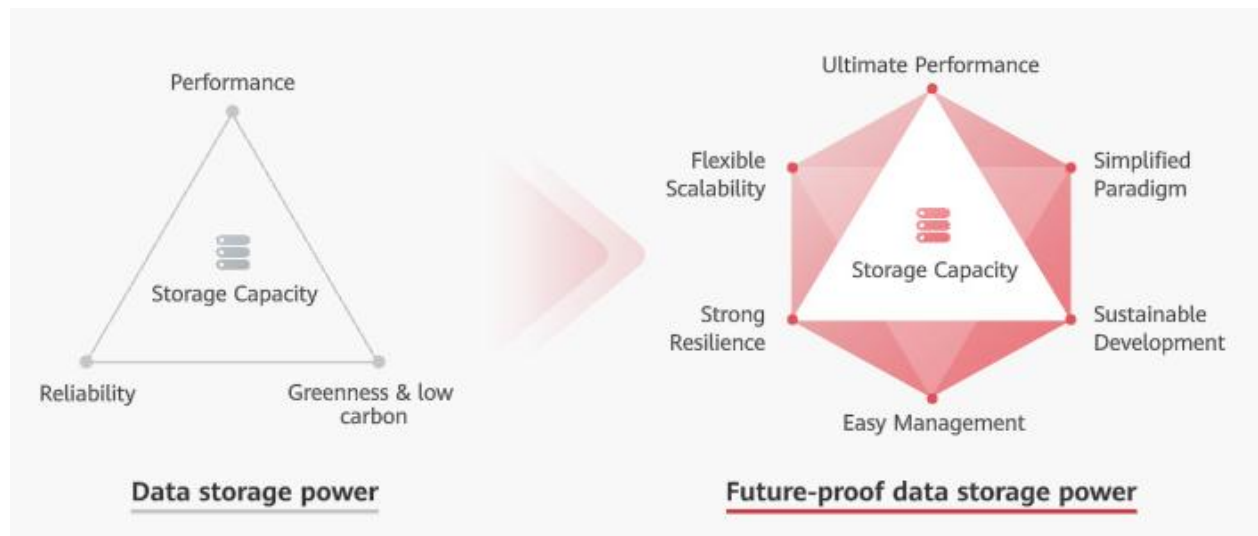 Performance
Storage Capacity
Reliability
Greenness & low
carbon
Data storage power
Ultimate Performance
Flexible
Scalability
Simplified
Paradigm
Storage Capacity
Strong
Resilience
Sustainable
Development
Easy Management
Future-proof data storage power